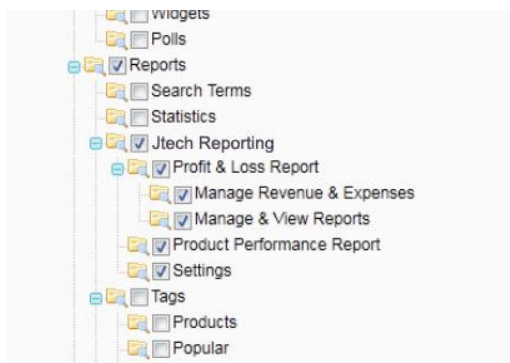 Widgets
Polls
Reports
Search Terms
Statistics
Jtech Reporting
Profit & Loss Report
Manage Revenue & Expenses
Manage & View Reports
Product Performance Report
Settings
Tags
Products
Popular